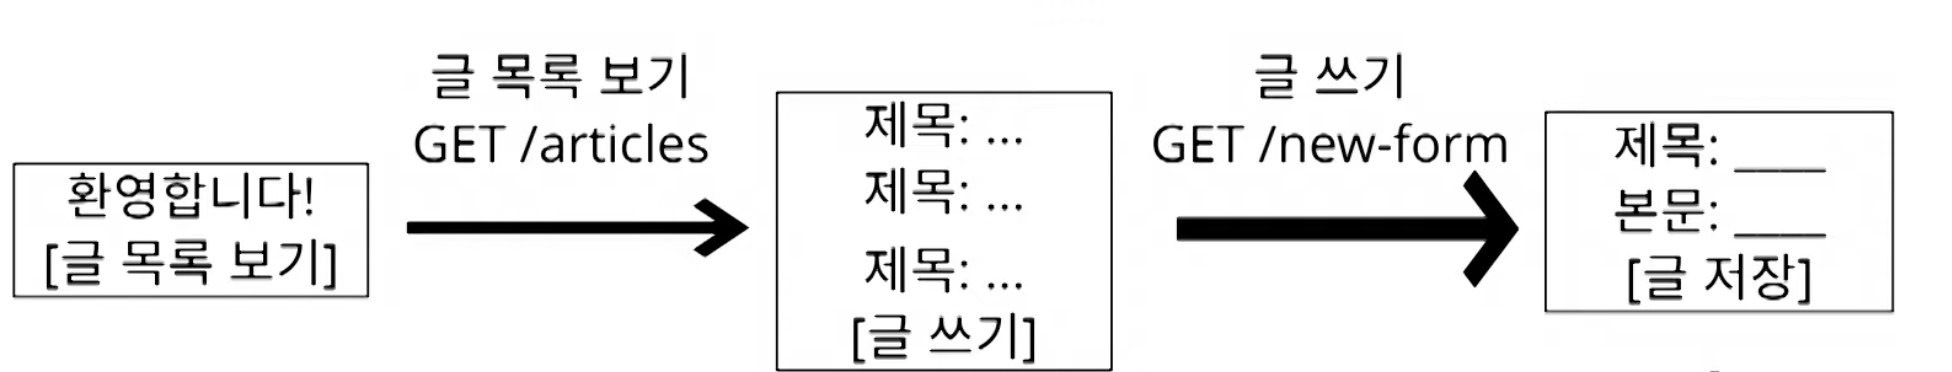 환영합니다!
[글 목록 보기]
글 목록 보기
GET /articles
제목: ...
제목: ...
제목: ...
[글 쓰기]
글 쓰기
GET /new-form
제목: ____
본문: ____
[글 저장]